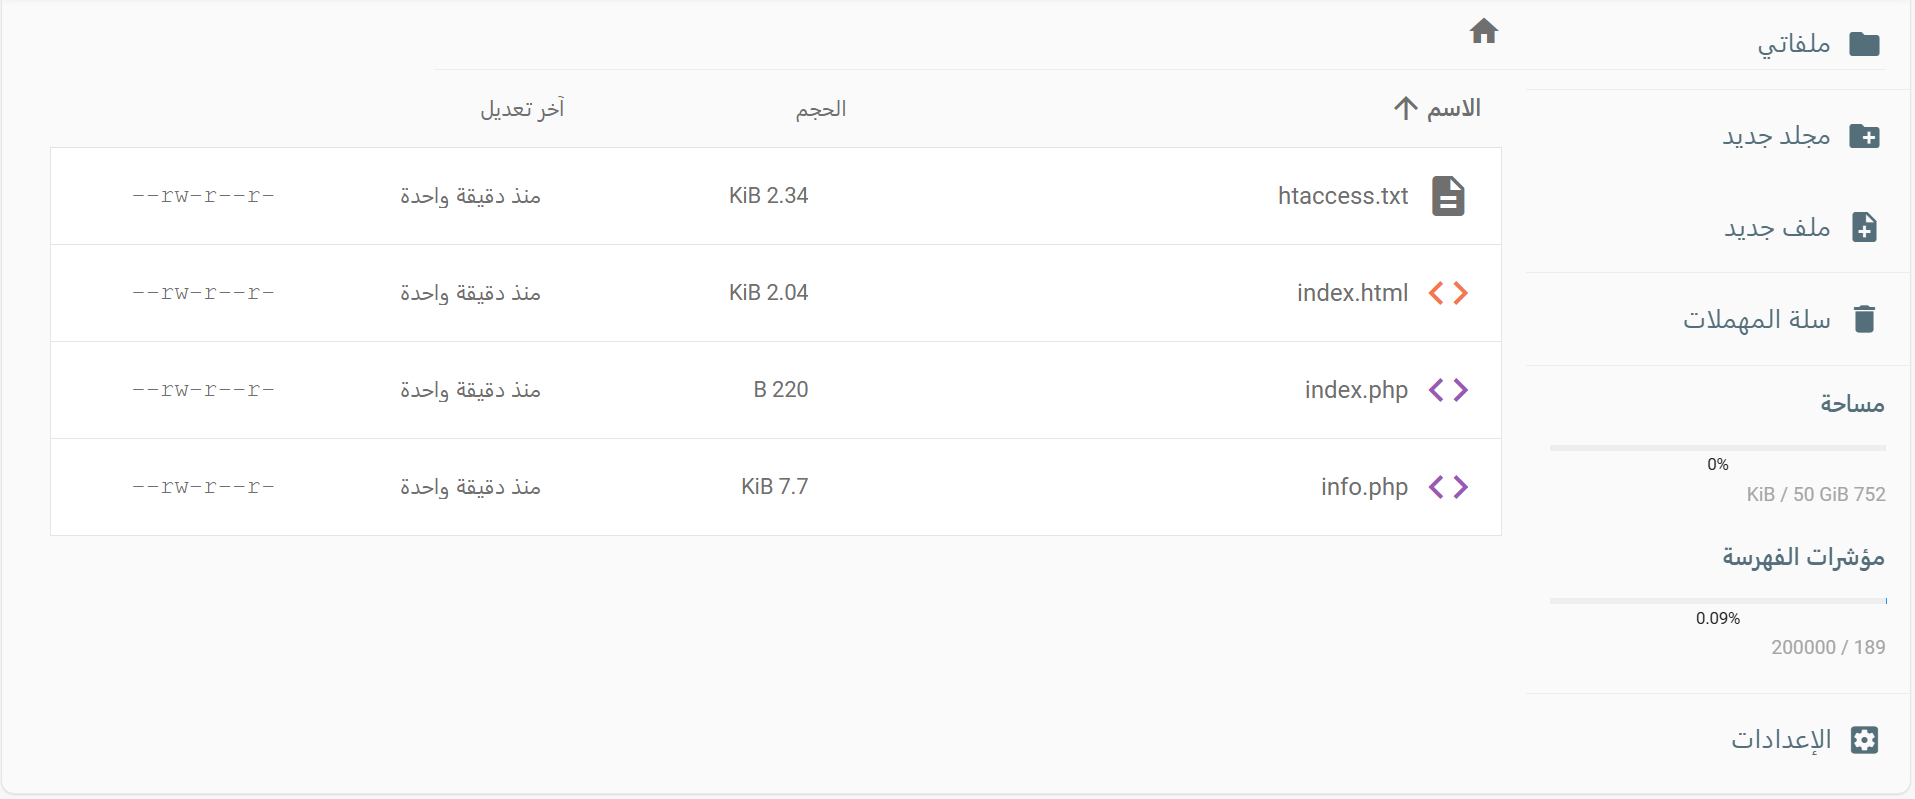 ملفاتي
مجلد جديد
ملف جديد
سلة المهملات
مساحة
0%
KiB / 50 GiB 752
مؤشرات الفهرسة
0.09%
200000 / 189
الإعدادات
الاسم الحجم آخر تعديل
htaccess.txt KiB 2.34 منذ دقيقة واحدة --rw-r--r-
index.html KiB 2.04 منذ دقيقة واحدة --rw-r--r-
index.php B 220 منذ دقيقة واحدة --rw-r--r-
info.php KiB 7.7 منذ دقيقة واحدة --rw-r--r-